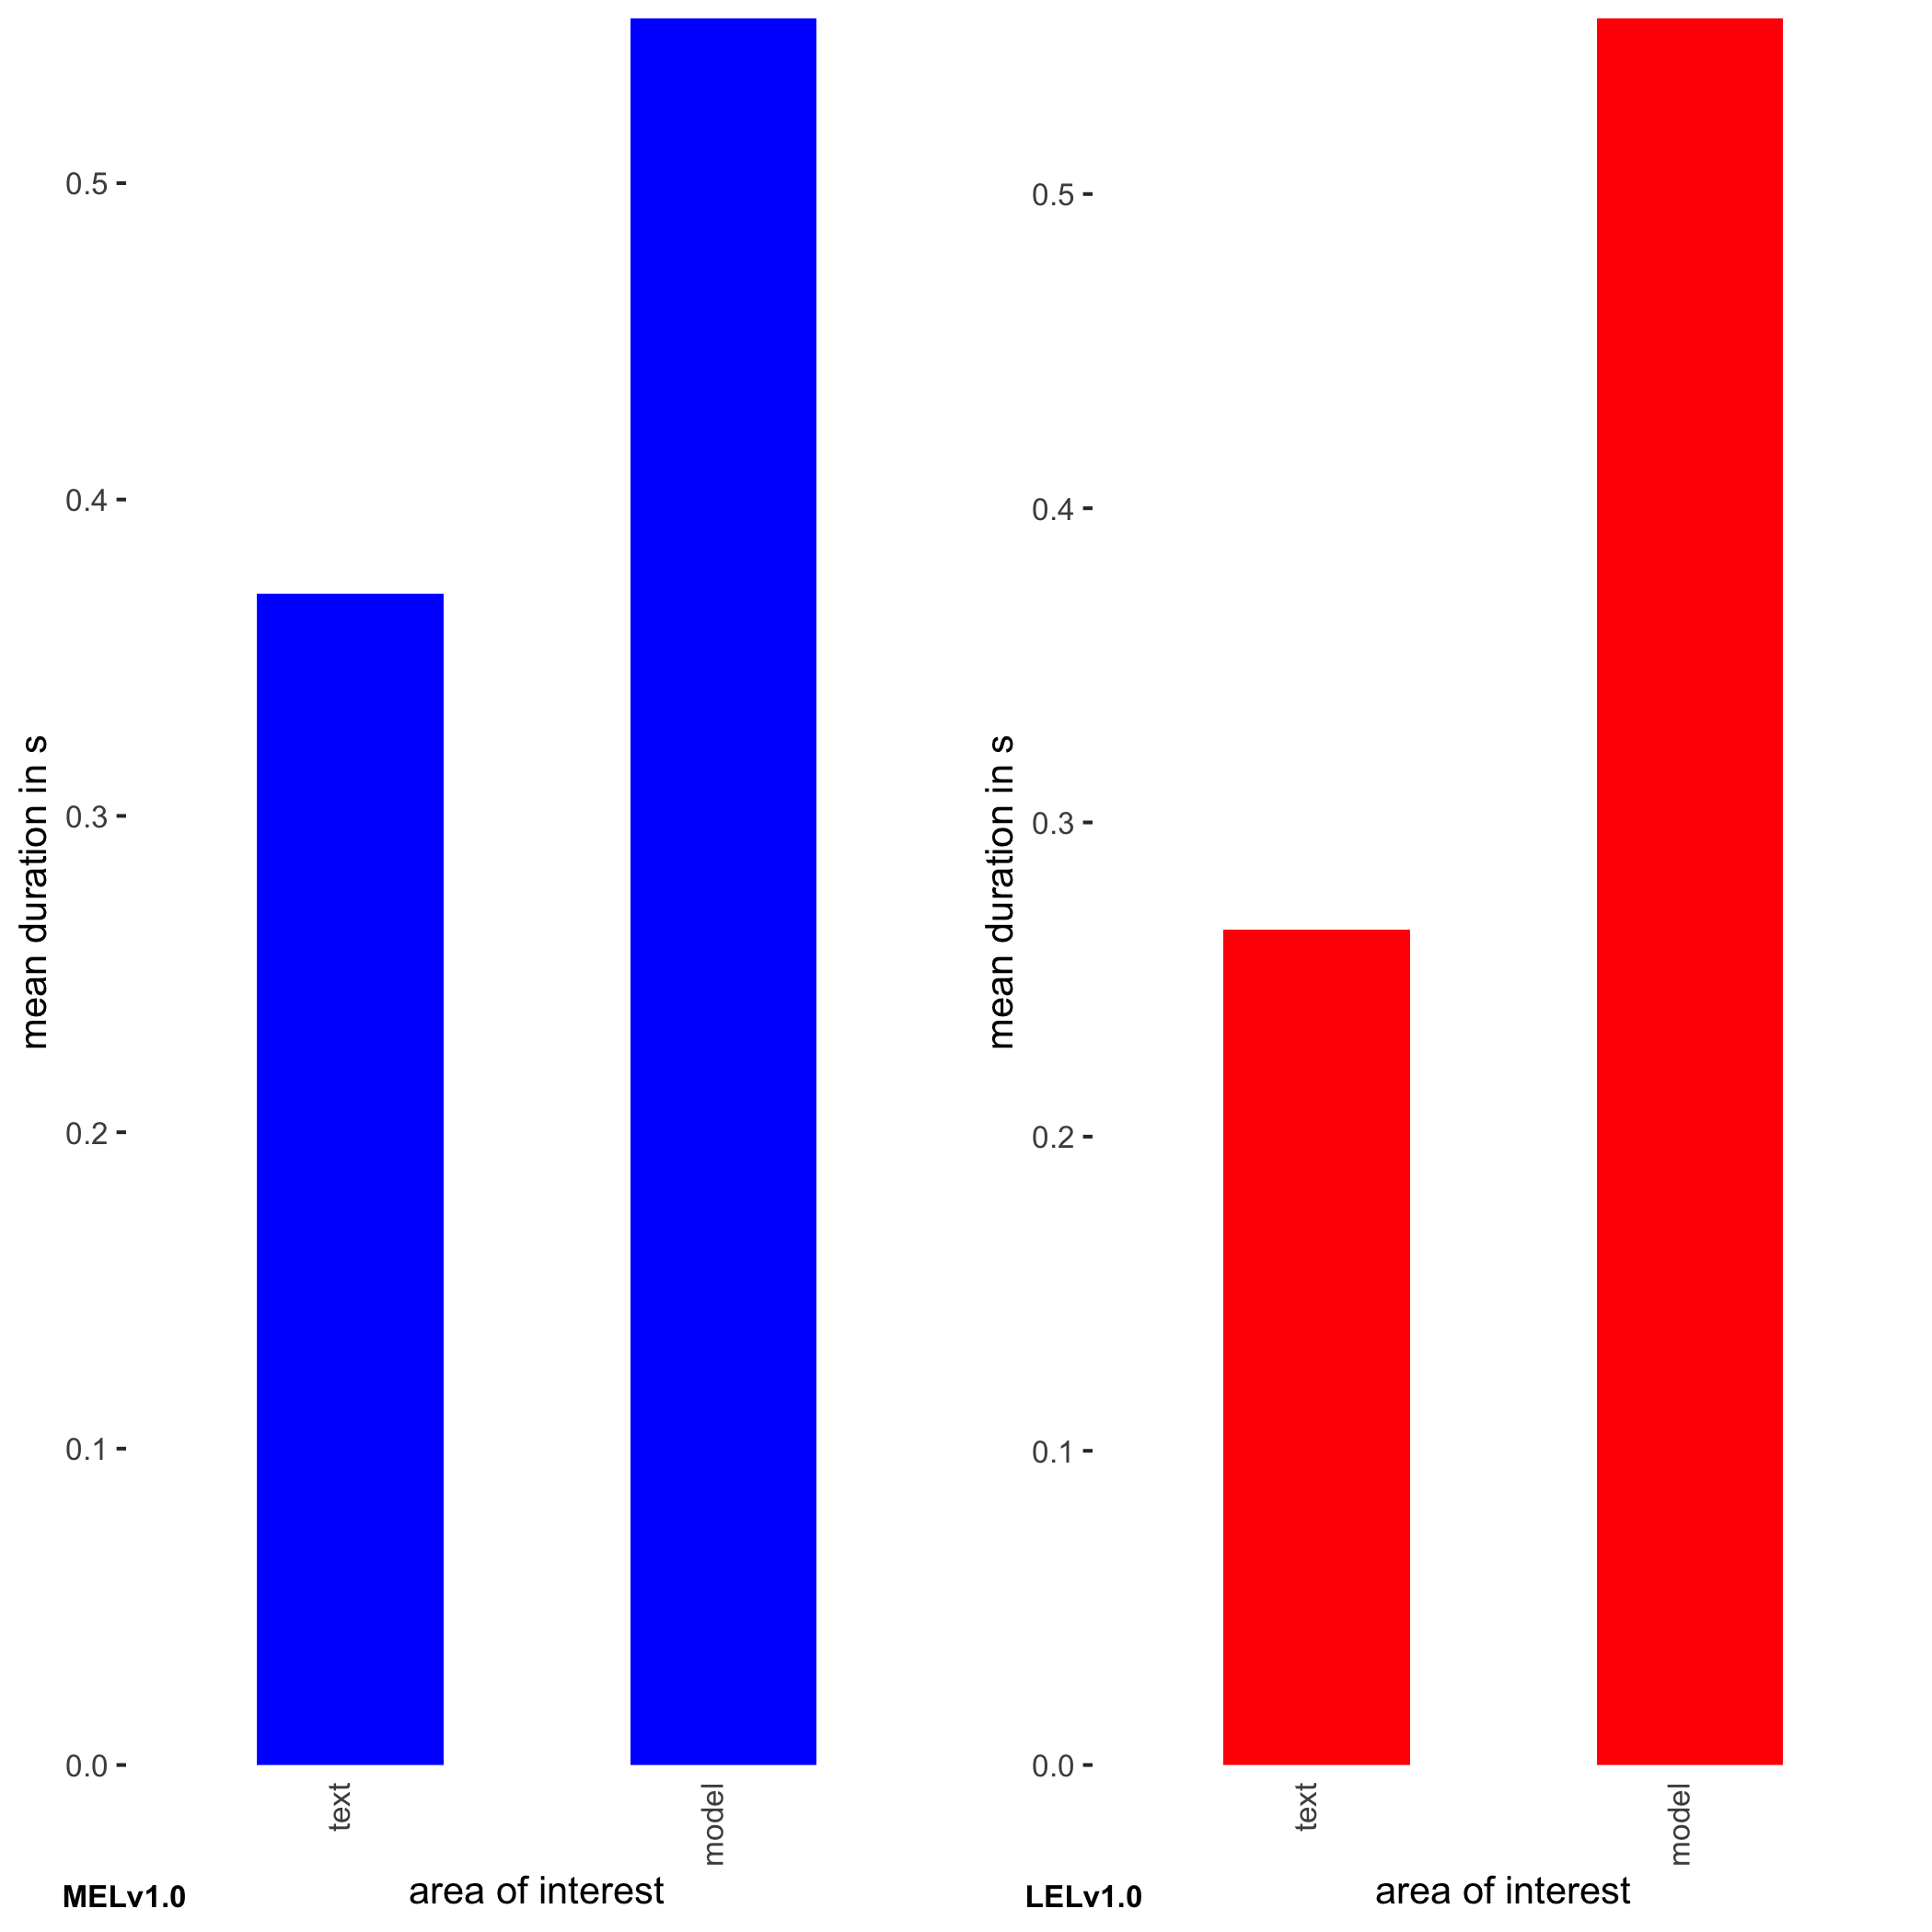 mean duration in s
0.5
0.4
0.3
0.2
0.1
0.0
text
model
area of interest
MELv1.0
mean duration in s
0.5
0.4
0.3
0.2
0.1
0.0
text
model
area of interest
LELv1.0